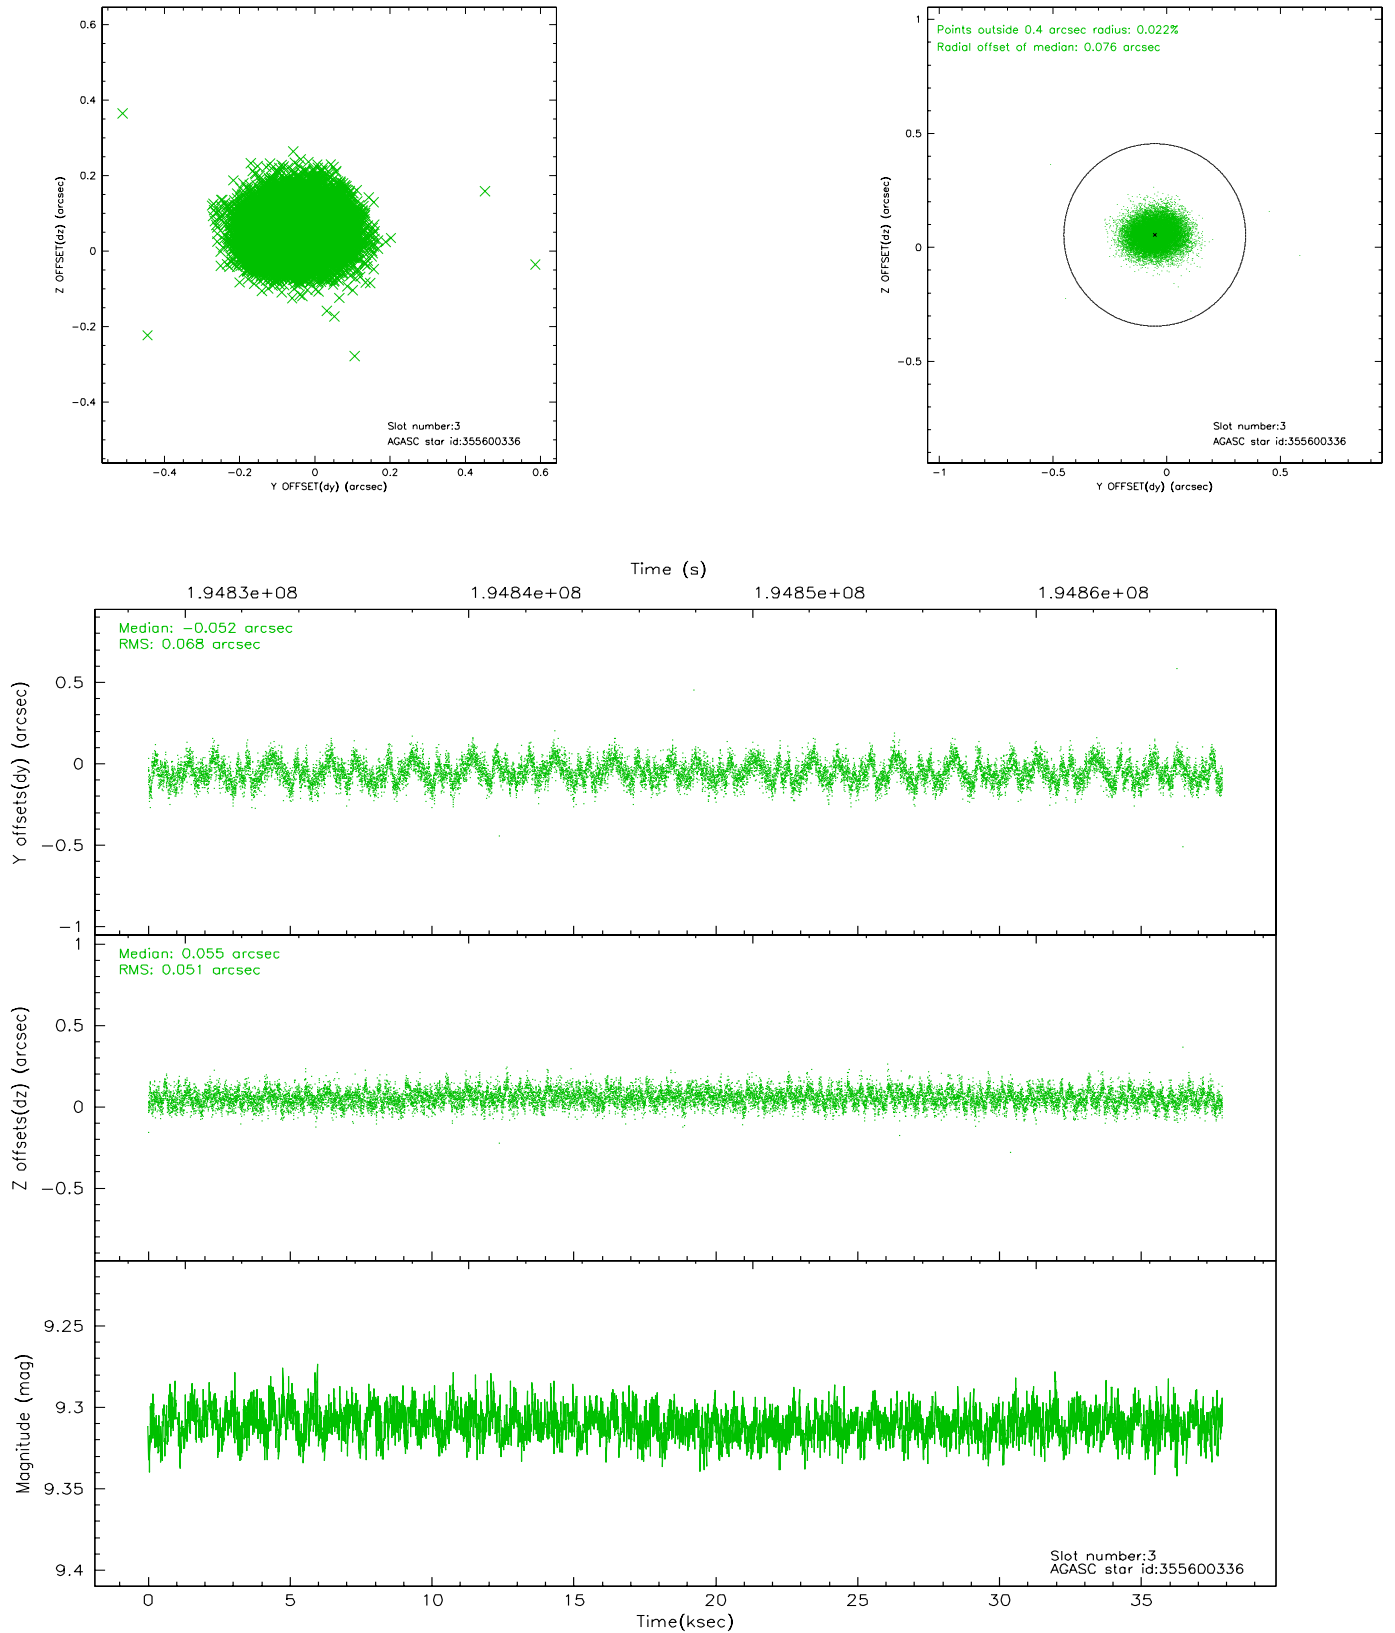 0.6
0.4
0.2
0
−0.2
−0.4
Z OFFSET(dz) (arcsec)
Slot number:3
AGASC star id:355600336
−0.4
−0.2
0
0.2
0.4
0.6
Y OFFSET(dy) (arcsec)
Points outside 0.4 arcsec radius: 0.022%
Radial offset of median: 0.076 arcsec
1
0.5
0
−0.5
Z OFFSET(dz) (arcsec)
Slot number:3
AGASC star id:355600336
−1
−0.5
0
0.5
Y OFFSET(dy) (arcsec)
Time (s)
1.9483e+08
1.9484e+08
1.9485e+08
1.9486e+08
Median: −0.052 arcsec
RMS: 0.068 arcsec
0.5
0
−0.5
−1
Y offsets(dy) (arcsec)
Median: 0.055 arcsec
RMS: 0.051 arcsec
1
0.5
0
−0.5
Z offsets(dz) (arcsec)
9.25
9.3
9.35
9.4
Magnitude (mag)
Slot number:3
AGASC star id:355600336
0
5
10
15
20
25
30
35
Time(ksec)